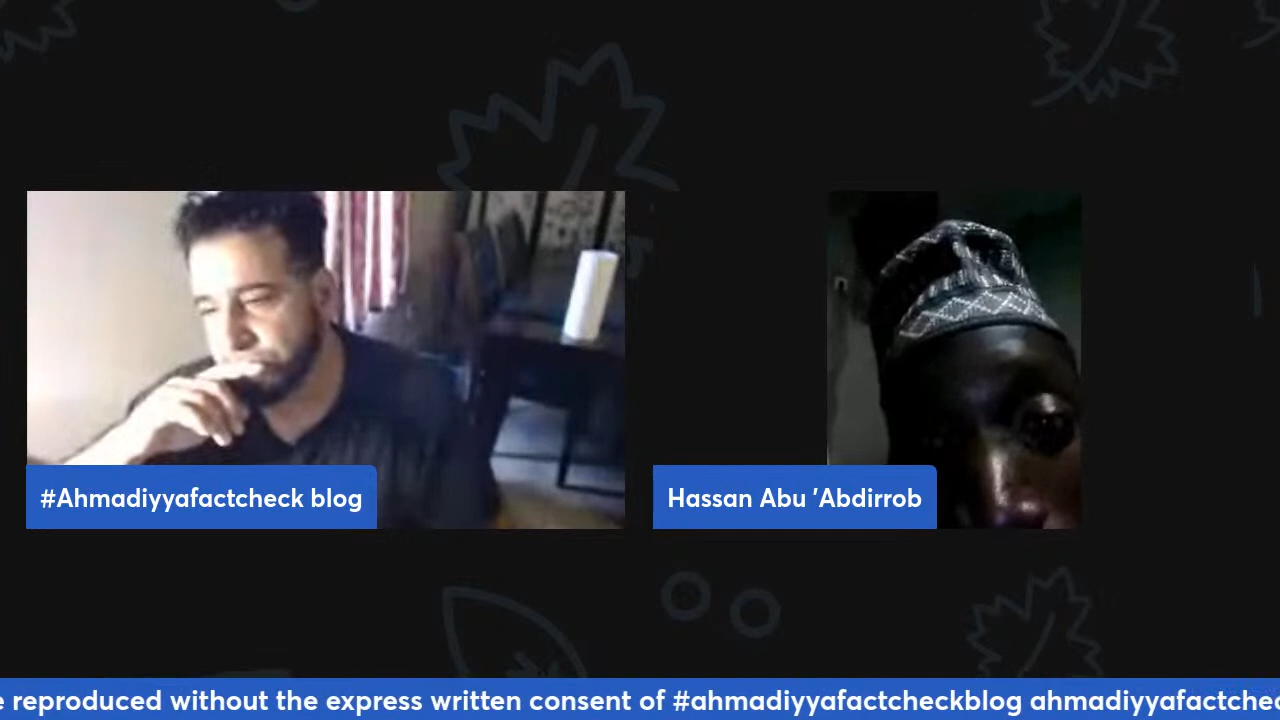 #Ahmadiyyafactcheck blog
Hassan Abu 'Abdirrob
reproduced without the express written consent of #ahmadiyyafactcheckblog